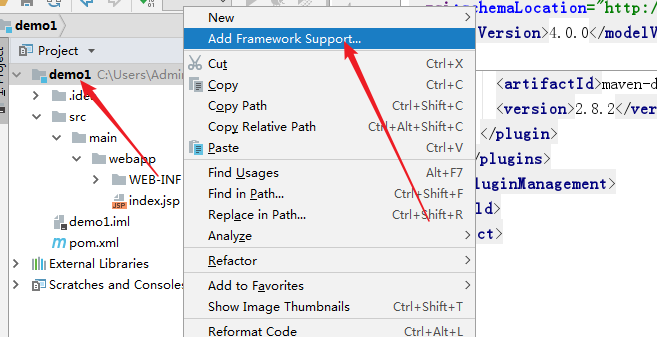 demo1
Project
Project
demo1 C:\Users\Admi
.ide
src
main
webapp
WEB-INF
index.jsp
demo1.iml
pom.xml
External Libraries
Scratches and Consoles
New
Add Framework Support...
Cut Ctrl+X
Copy Ctrl+C
Copy Path Ctrl+Shift+C
Copy Relative Path Ctrl+Alt+Shift+C
Paste Ctrl+V
Find Usages Alt+F7
Find in Path... Ctrl+Shift+F
Replace in Path... Ctrl+Shift+R
Analyze
Refactor
Add to Favorites
Show Image Thumbnails Ctrl+Shift+T
Reformat Code Ctrl+Alt+L
:schemaLocation="http:/
Version>4.0.0</modelV
<artifactId>maven-d
<version>2.8.2</ver
</plugin>
plugins>
luginManagement>
ld>
ct>